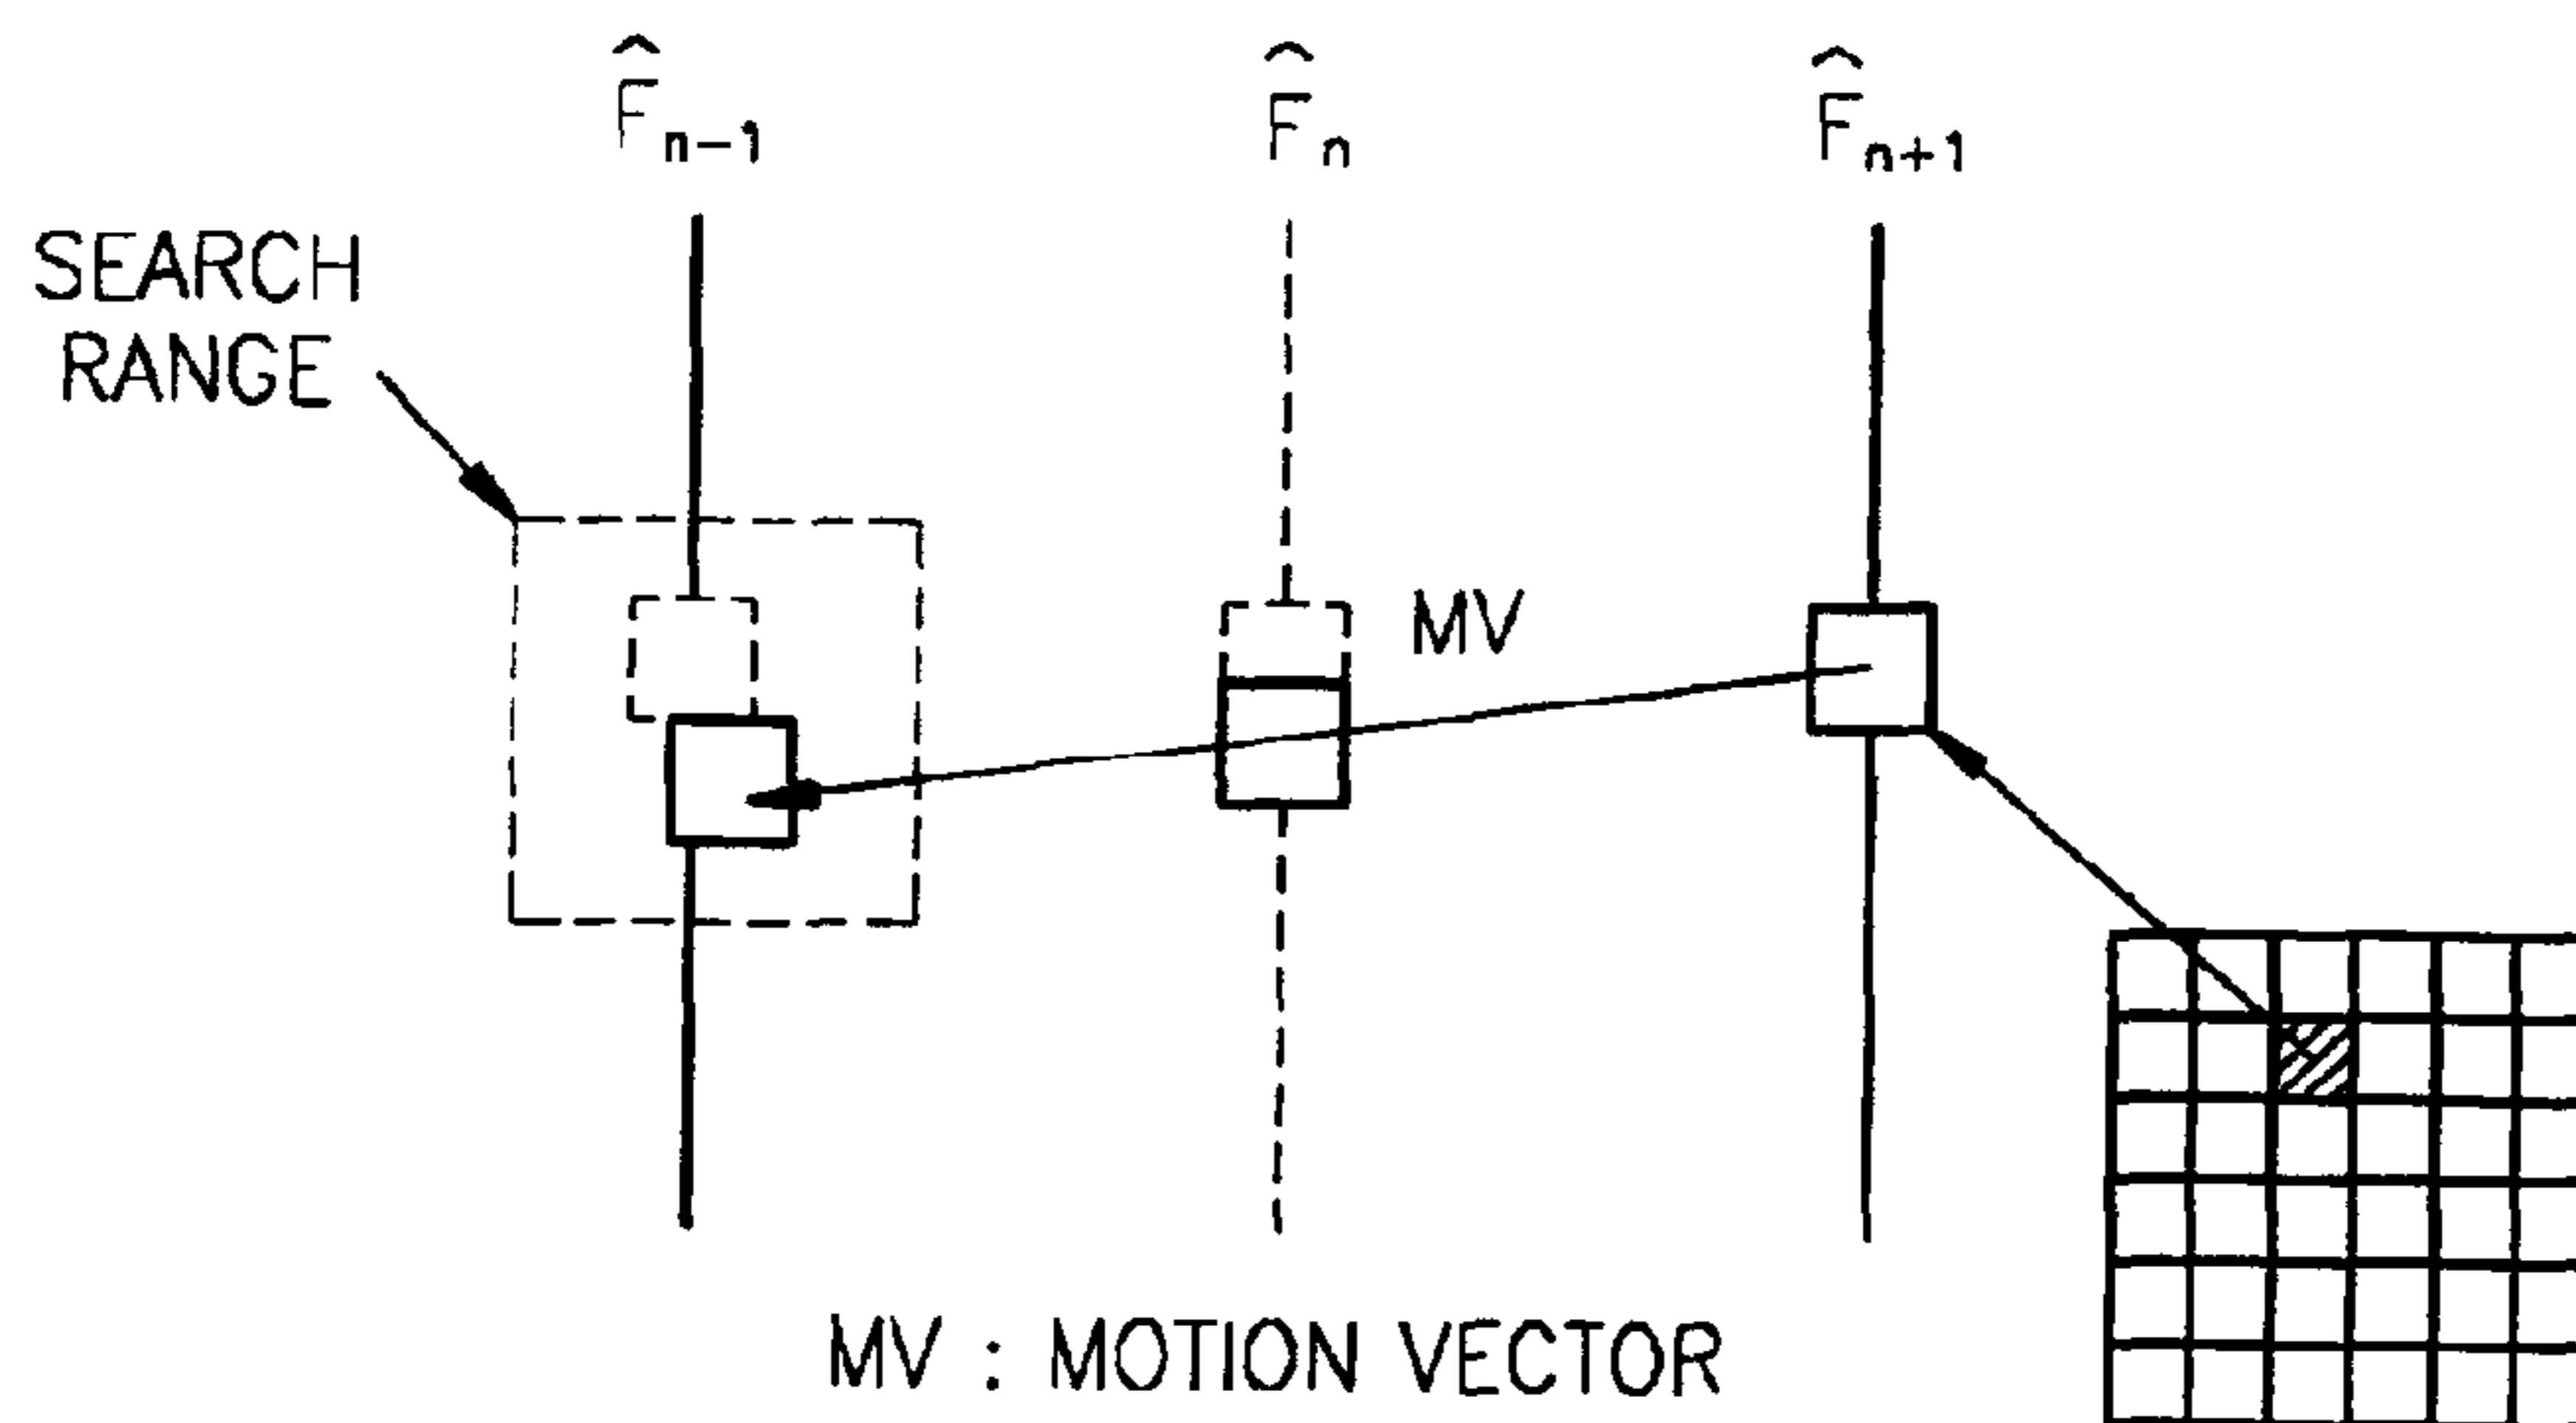 F̂n-1
F̂n
F̂n+1
SEARCH
RANGE
MV
MV : MOTION VECTOR